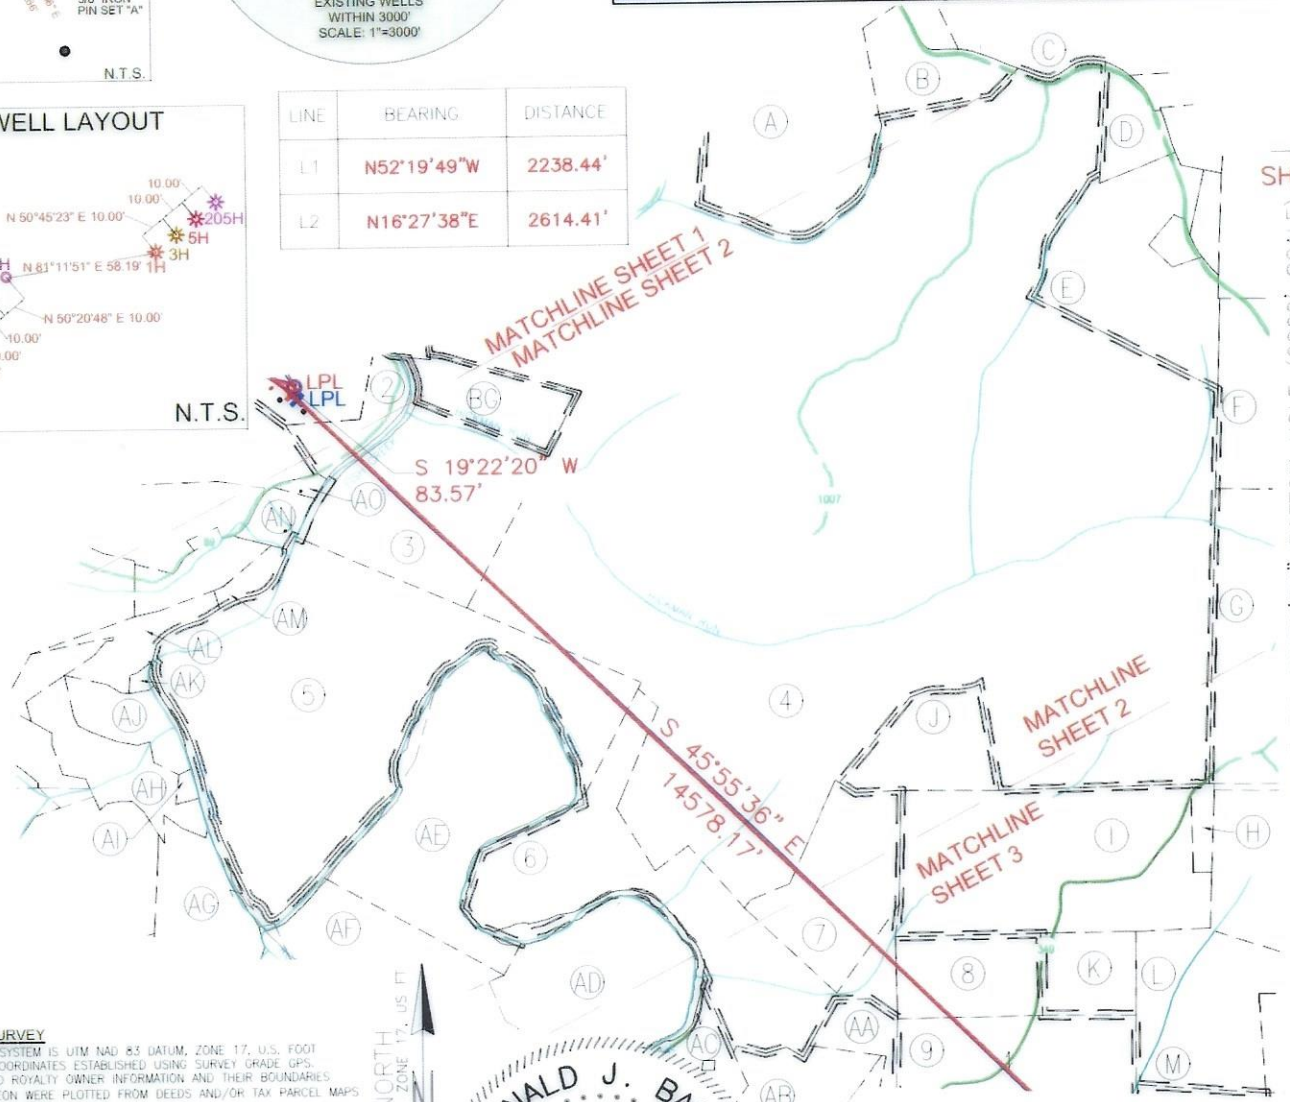 PIN SET "A"
N.T.S.
EXISTING WELLS
WITHIN 3000'
SCALE: 1"=3000'
WELL LAYOUT
10.00'
10.00'
N 50°45'23" E 10.00'
205H
5H
3H
N 81°11'51" E 58.19'
1H
N 50°20'48" E 10.00'
10.00'
N.T.S.
LINE BEARING DISTANCE
L1 N52°19'49"W 2238.44'
L2 N16°27'38"E 2614.41'
MATCHLINE SHEET 1
MATCHLINE SHEET 2
LPL
LPL
S 19°22'20" W
83.57'
S 45°55'36" E
14578.17'
MATCHLINE
SHEET 2
MATCHLINE
SHEET 3
A
B
C
D
E
F
G
H
I
J
K
L
M
2
BC
AO
AN
3
AM
AL
AK
AJ
AH
AI
AG
AF
AE
AD
5
6
4
7
8
9
AA
AB
1007
NORTH
ZONE 17, US FT
N
SYSTEM IS UTM NAD 83 DATUM, ZONE 17, U.S. FOOT
COORDINATES ESTABLISHED USING SURVEY GRADE GPS.
ROYALTY OWNER INFORMATION AND THEIR BOUNDARIES
WERE PLOTTED FROM DEEDS AND/OR TAX PARCEL MAPS